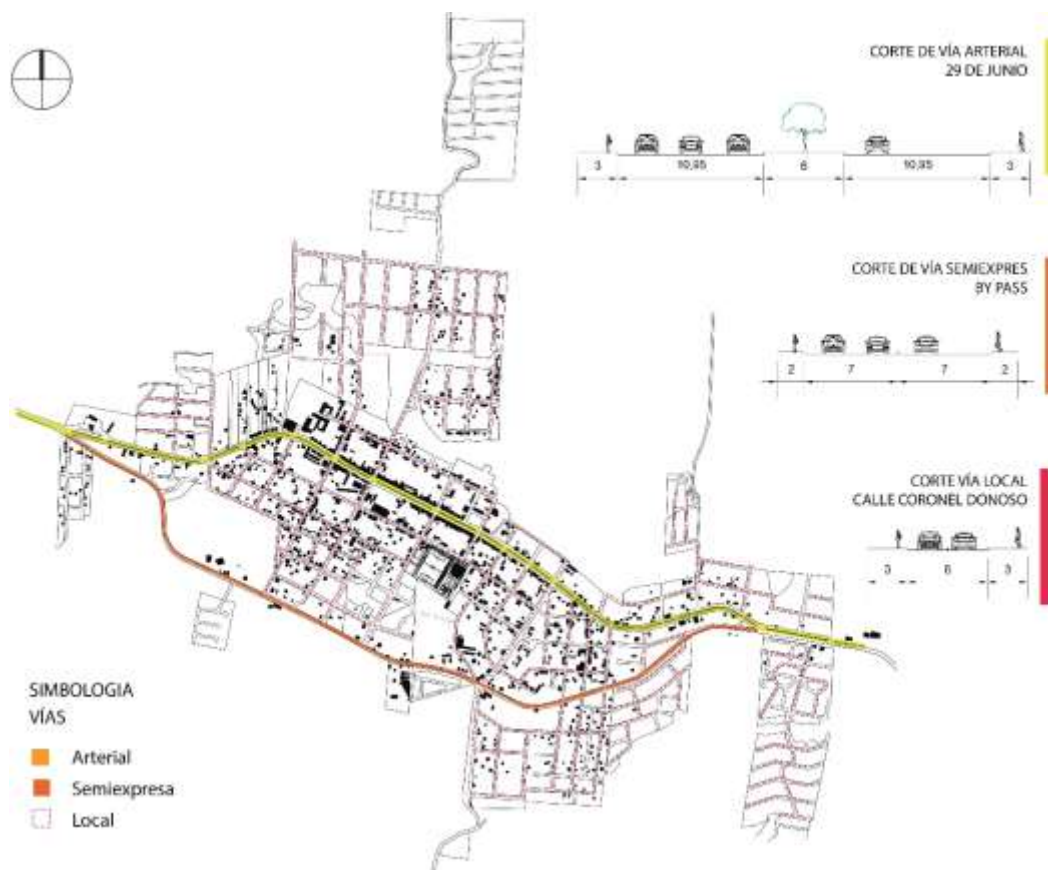 CORTE DE VÍA ARTERIAL
29 DE JUNIO
3 10,95 6 10,95 3
CORTE DE VÍA SEMIEXPRES
BY PASS
2 7 7 2
CORTE VÍA LOCAL
CALLE CORONEL DONOSO
3 6 3
SIMBOLOGIA
VÍAS
Arterial
Semiexpresa
Local